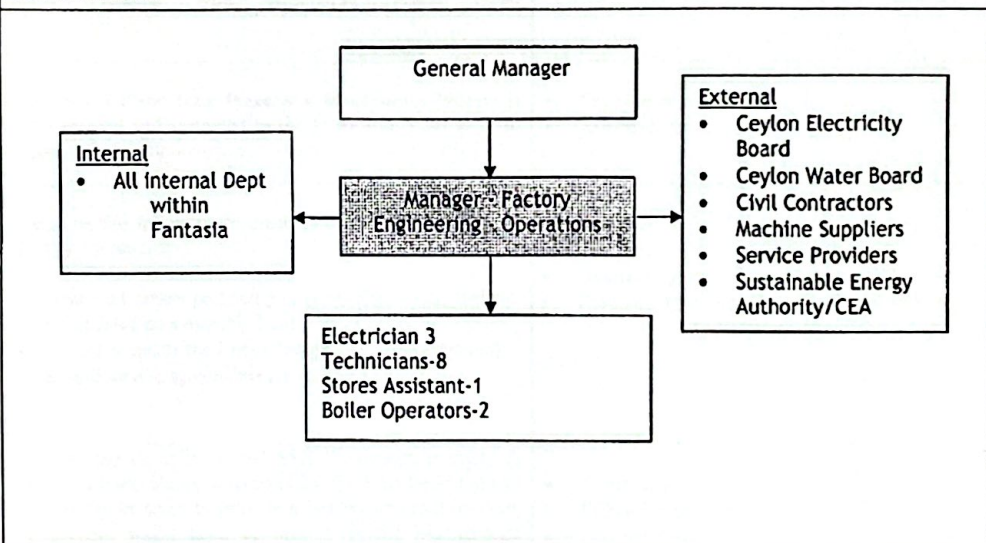 General Manager
Internal
• All internal Dept
within
Fantasia
Manager - Factory
Engineering - Operations
External
• Ceylon Electricity
Board
• Ceylon Water Board
• Civil Contractors
• Machine Suppliers
• Service Providers
• Sustainable Energy
Authority/CEA
Electrician 3
Technicians-8
Stores Assistant-1
Boiler Operators-2